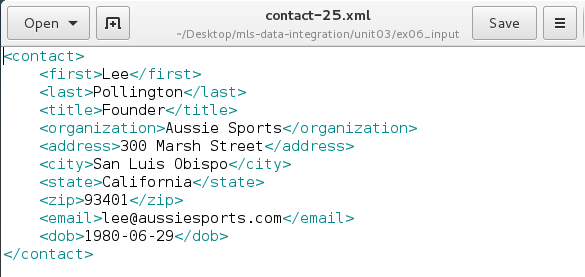 Open
contact-25.xml
~/Desktop/mls-data-integration/unit03/ex06_input
Save
<contact>
    <first>Lee</first>
    <last>Pollington</last>
    <title>Founder</title>
    <organization>Aussie Sports</organization>
    <address>300 Marsh Street</address>
    <city>San Luis Obispo</city>
    <state>California</state>
    <zip>93401</zip>
    <email>lee@aussiesports.com</email>
    <dob>1980-06-29</dob>
</contact>